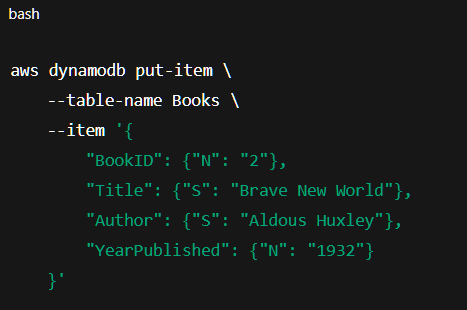 bash
aws dynamodb put-item \
    --table-name Books \
    --item '{
        "BookID": {"N": "2"},
        "Title": {"S": "Brave New World"},
        "Author": {"S": "Aldous Huxley"},
        "YearPublished": {"N": "1932"}
    }'